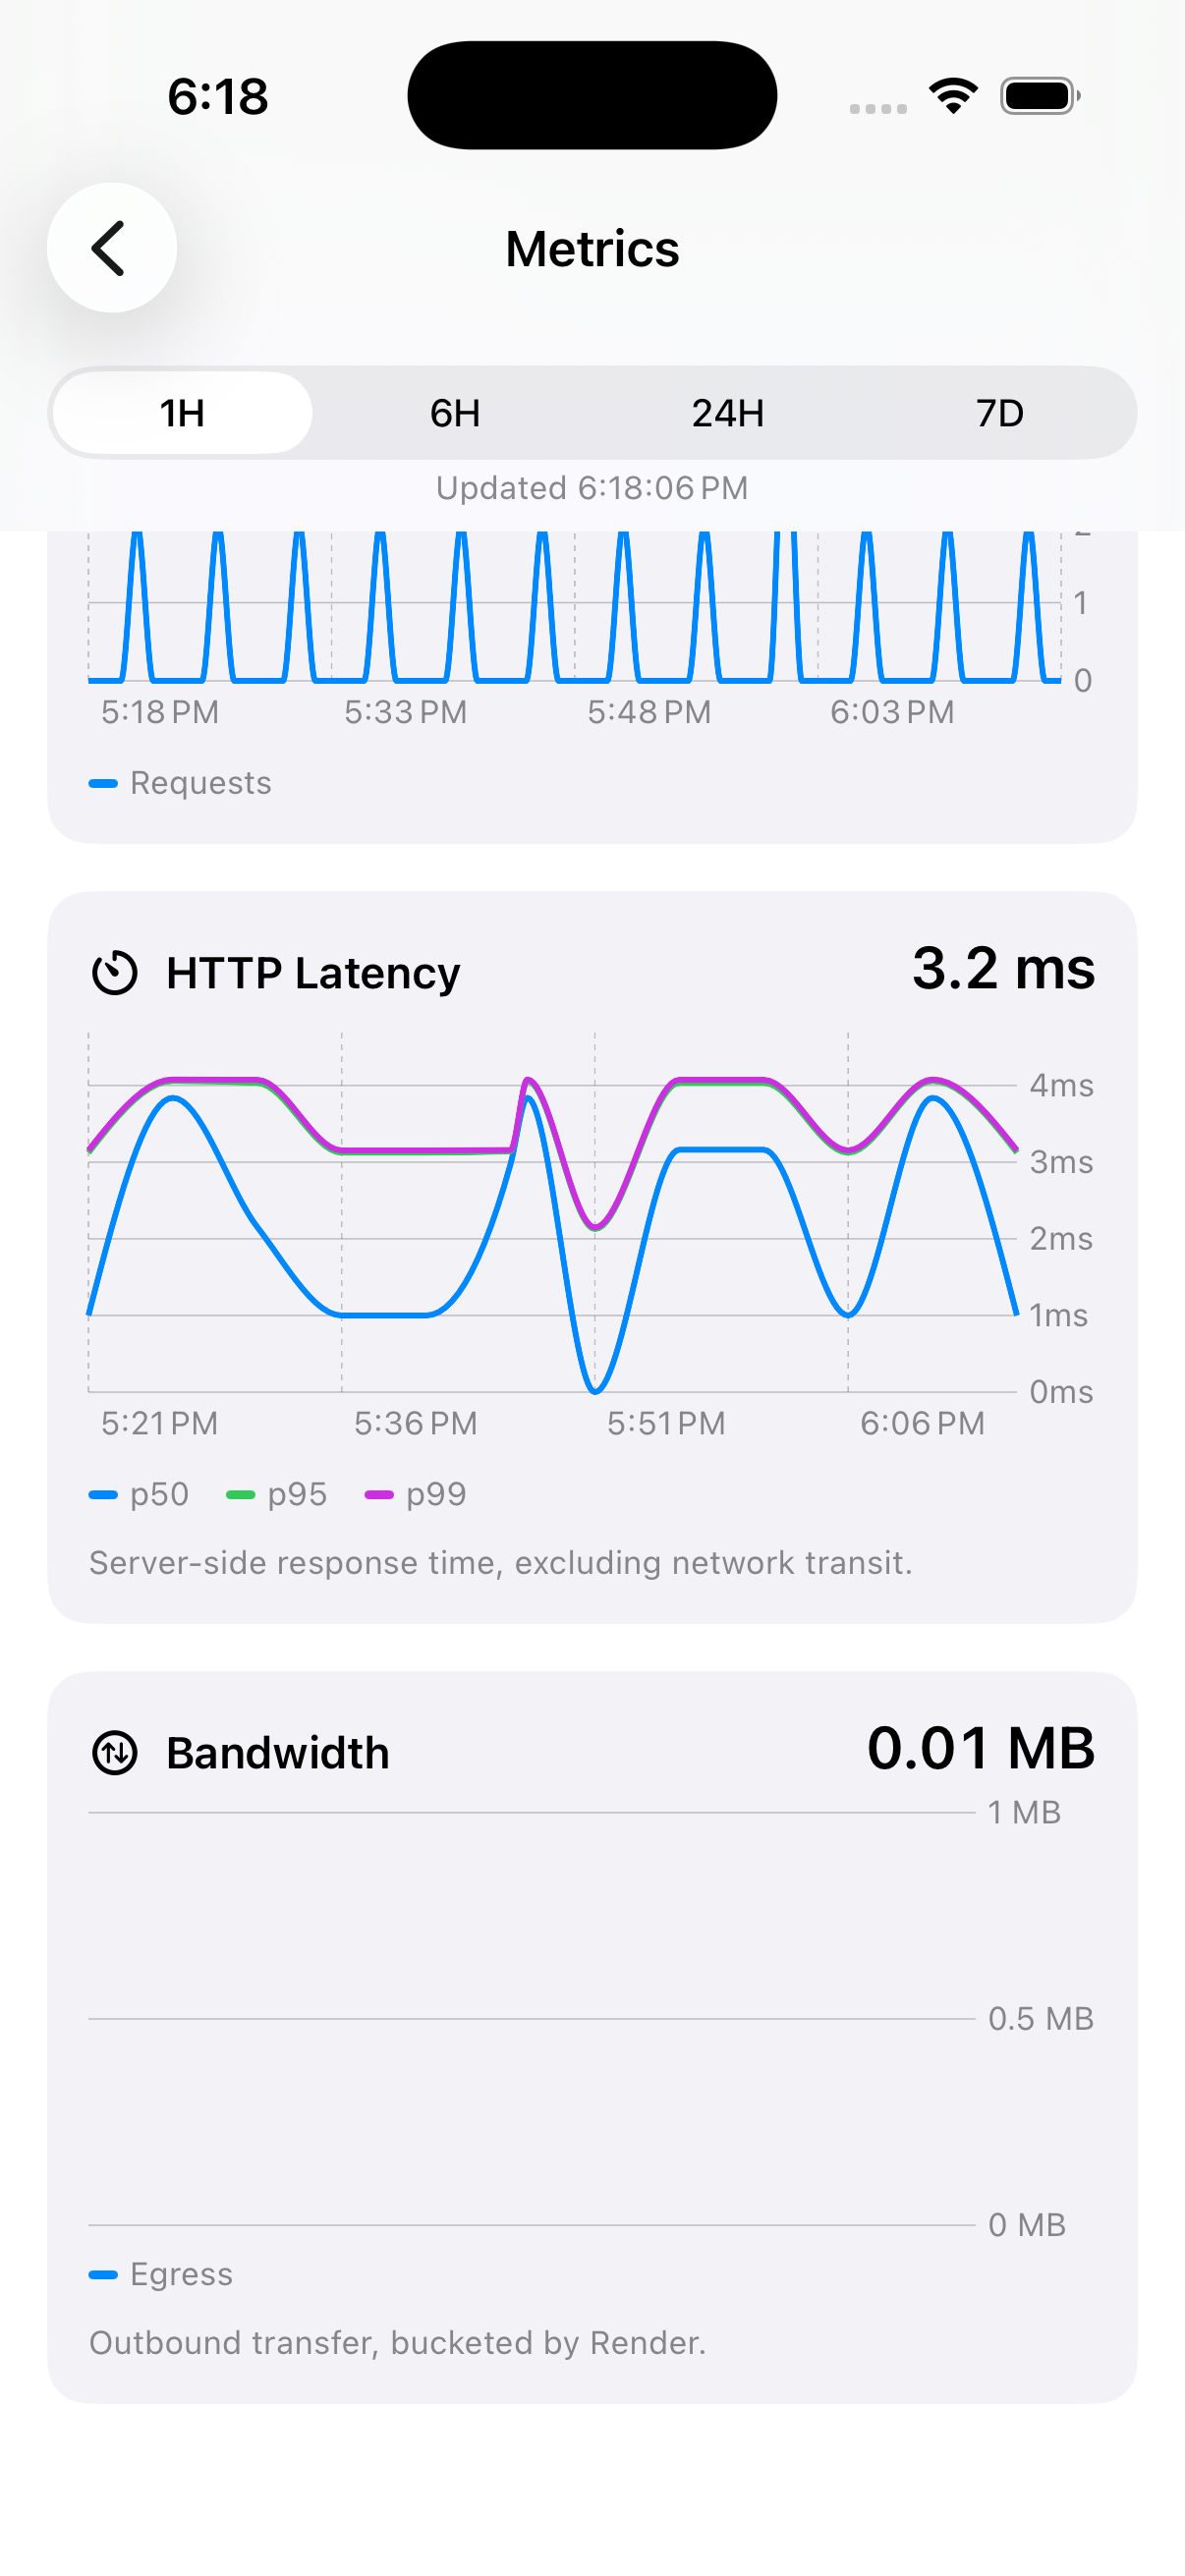 6:18
Metrics
1H 6H 24H 7D
Updated 6:18:06 PM
1
0
5:18 PM 5:33 PM 5:48 PM 6:03 PM
Requests
HTTP Latency 3.2 ms
4ms
3ms
2ms
1ms
0ms
5:21 PM 5:36 PM 5:51 PM 6:06 PM
p50 p95 p99
Server-side response time, excluding network transit.
Bandwidth 0.01 MB
1 MB
0.5 MB
0 MB
Egress
Outbound transfer, bucketed by Render.